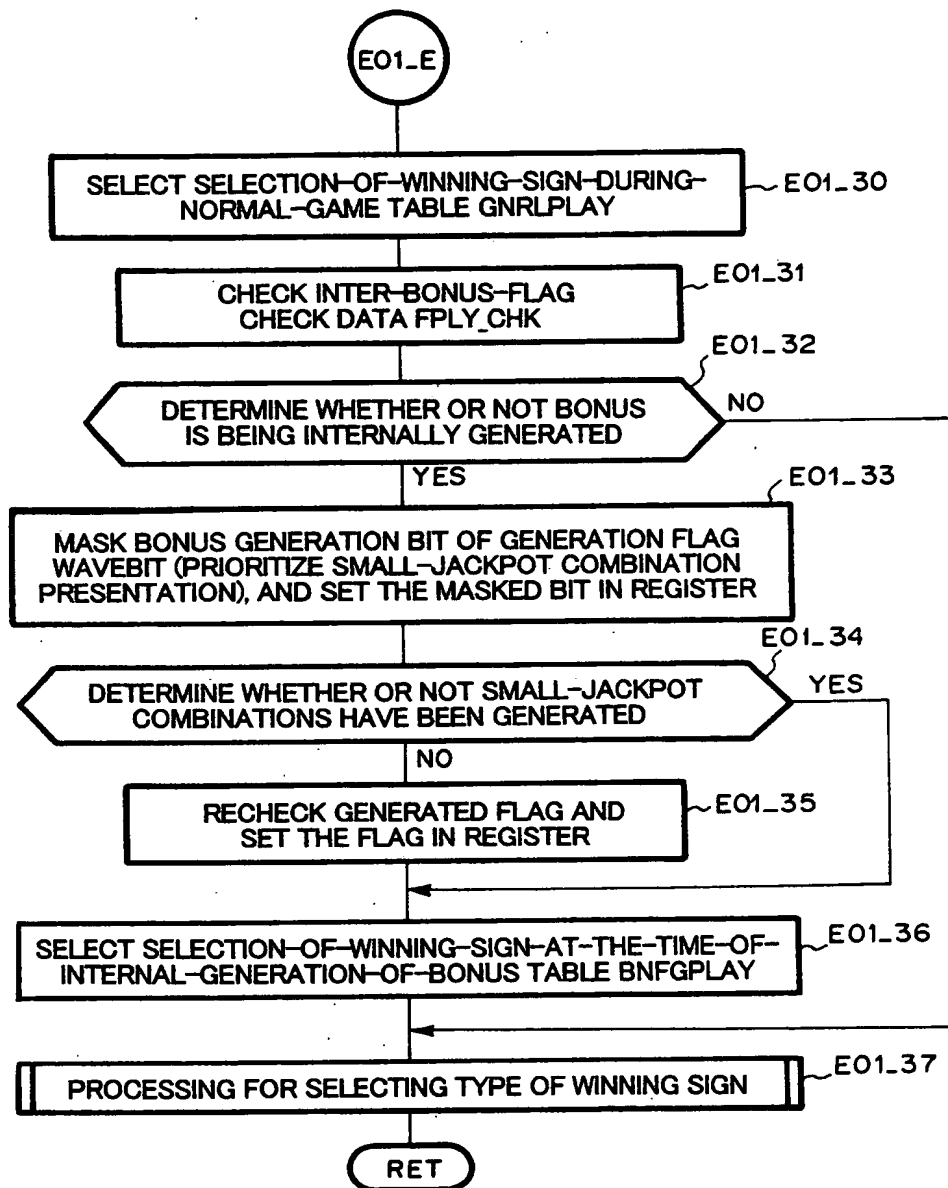 E01_E
SELECT SELECTION-OF-WINNING-SIGN-DURING-
NORMAL-GAME TABLE GNRLPLAY
E01_30
CHECK INTER-BONUS-FLAG
CHECK DATA FPLY_CHK
E01_31
DETERMINE WHETHER OR NOT BONUS
IS BEING INTERNALLY GENERATED
E01_32
NO
YES
MASK BONUS GENERATION BIT OF GENERATION FLAG
WAVEBIT (PRIORITIZE SMALL-JACKPOT COMBINATION
PRESENTATION), AND SET THE MASKED BIT IN REGISTER
E01_33
DETERMINE WHETHER OR NOT SMALL-JACKPOT
COMBINATIONS HAVE BEEN GENERATED
E01_34
YES
NO
RECHECK GENERATED FLAG AND
SET THE FLAG IN REGISTER
E01_35
SELECT SELECTION-OF-WINNING-SIGN-AT-THE-TIME-OF-
INTERNAL-GENERATION-OF-BONUS TABLE BNFGPLAY
E01_36
PROCESSING FOR SELECTING TYPE OF WINNING SIGN
E01_37
RET